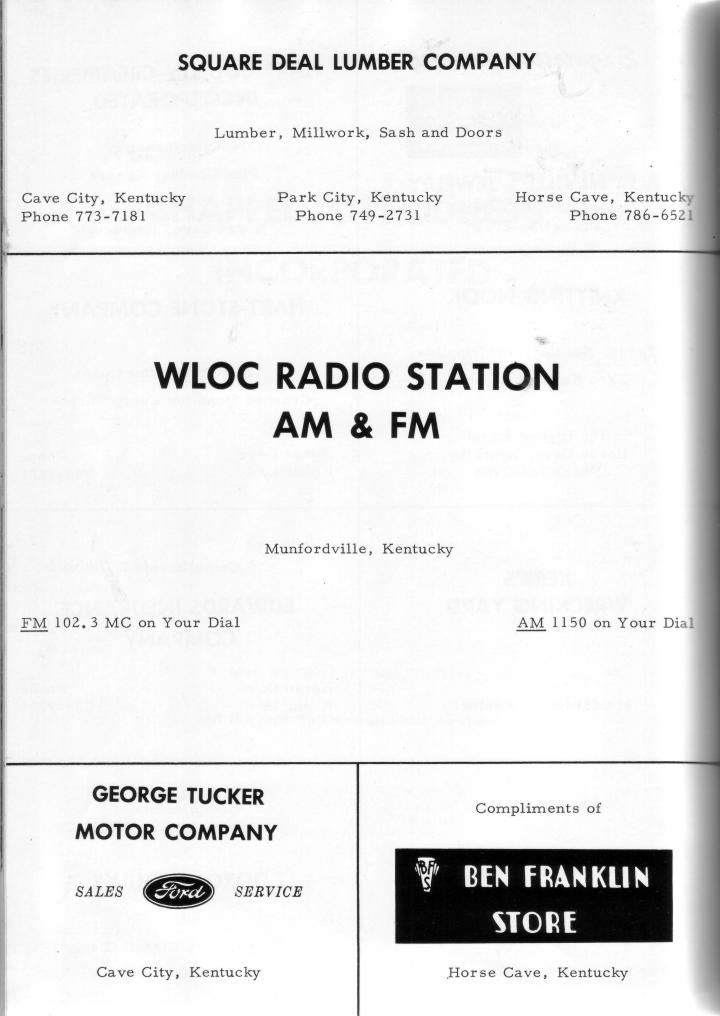 SQUARE DEAL LUMBER COMPANY
Lumber, Millwork, Sash and Doors
Cave City, Kentucky
Phone 773-7181
Park City, Kentucky
Phone 749-2731
Horse Cave, Kentucky
Phone 786-6521
WLOC RADIO STATION
AM & FM
Munfordville, Kentucky
FM 102.3 MC on Your Dial
AM 1150 on Your Dial
GEORGE TUCKER
MOTOR COMPANY
SALES Ford SERVICE
Cave City, Kentucky
Compliments of
BFS BEN FRANKLIN
STORE
Horse Cave, Kentucky